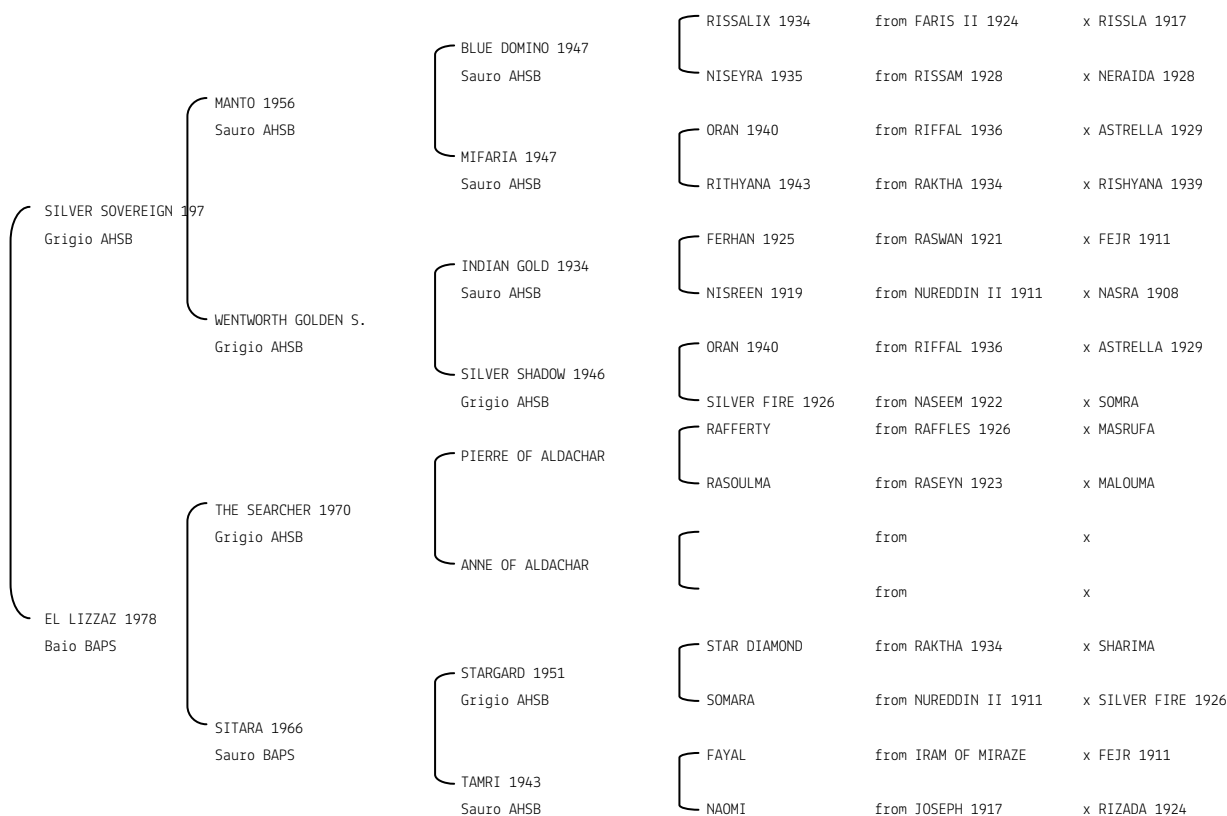 RISSALIX 1934 from FARIS II 1924 x RISSLA 1917
BLUE DOMINO 1947
Sauro AHSB
NISEYRA 1935 from RISSAM 1928 x NERAIDA 1928
MANTO 1956
Sauro AHSB
ORAN 1940 from RIFFAL 1936 x ASTRELLA 1929
MIFARIA 1947
Sauro AHSB
RITHYANA 1943 from RAKTHA 1934 x RISHYANA 1939
SILVER SOVEREIGN 197
Grigio AHSB
FERHAN 1925 from RASWAN 1921 x FEJR 1911
INDIAN GOLD 1934
Sauro AHSB
NISREEN 1919 from NUREDDIN II 1911 x NASRA 1908
WENTWORTH GOLDEN S.
Grigio AHSB
ORAN 1940 from RIFFAL 1936 x ASTRELLA 1929
SILVER SHADOW 1946
Grigio AHSB
SILVER FIRE 1926 from NASEEM 1922 x SOMRA
RAFFERTY from RAFFLES 1926 x MASRUFA
PIERRE OF ALDACHAR
RASOULMA from RASEYN 1923 x MALOUMA
THE SEARCHER 1970
Grigio AHSB
from x
ANNE OF ALDACHAR
from x
EL LIZZAZ 1978
Baio BAPS
STAR DIAMOND from RAKTHA 1934 x SHARIMA
STARGARD 1951
Grigio AHSB
SOMARA from NUREDDIN II 1911 x SILVER FIRE 1926
SITARA 1966
Sauro BAPS
FAYAL from IRAM OF MIRAZE x FEJR 1911
TAMRI 1943
Sauro AHSB
NAOMI from JOSEPH 1917 x RIZADA 1924